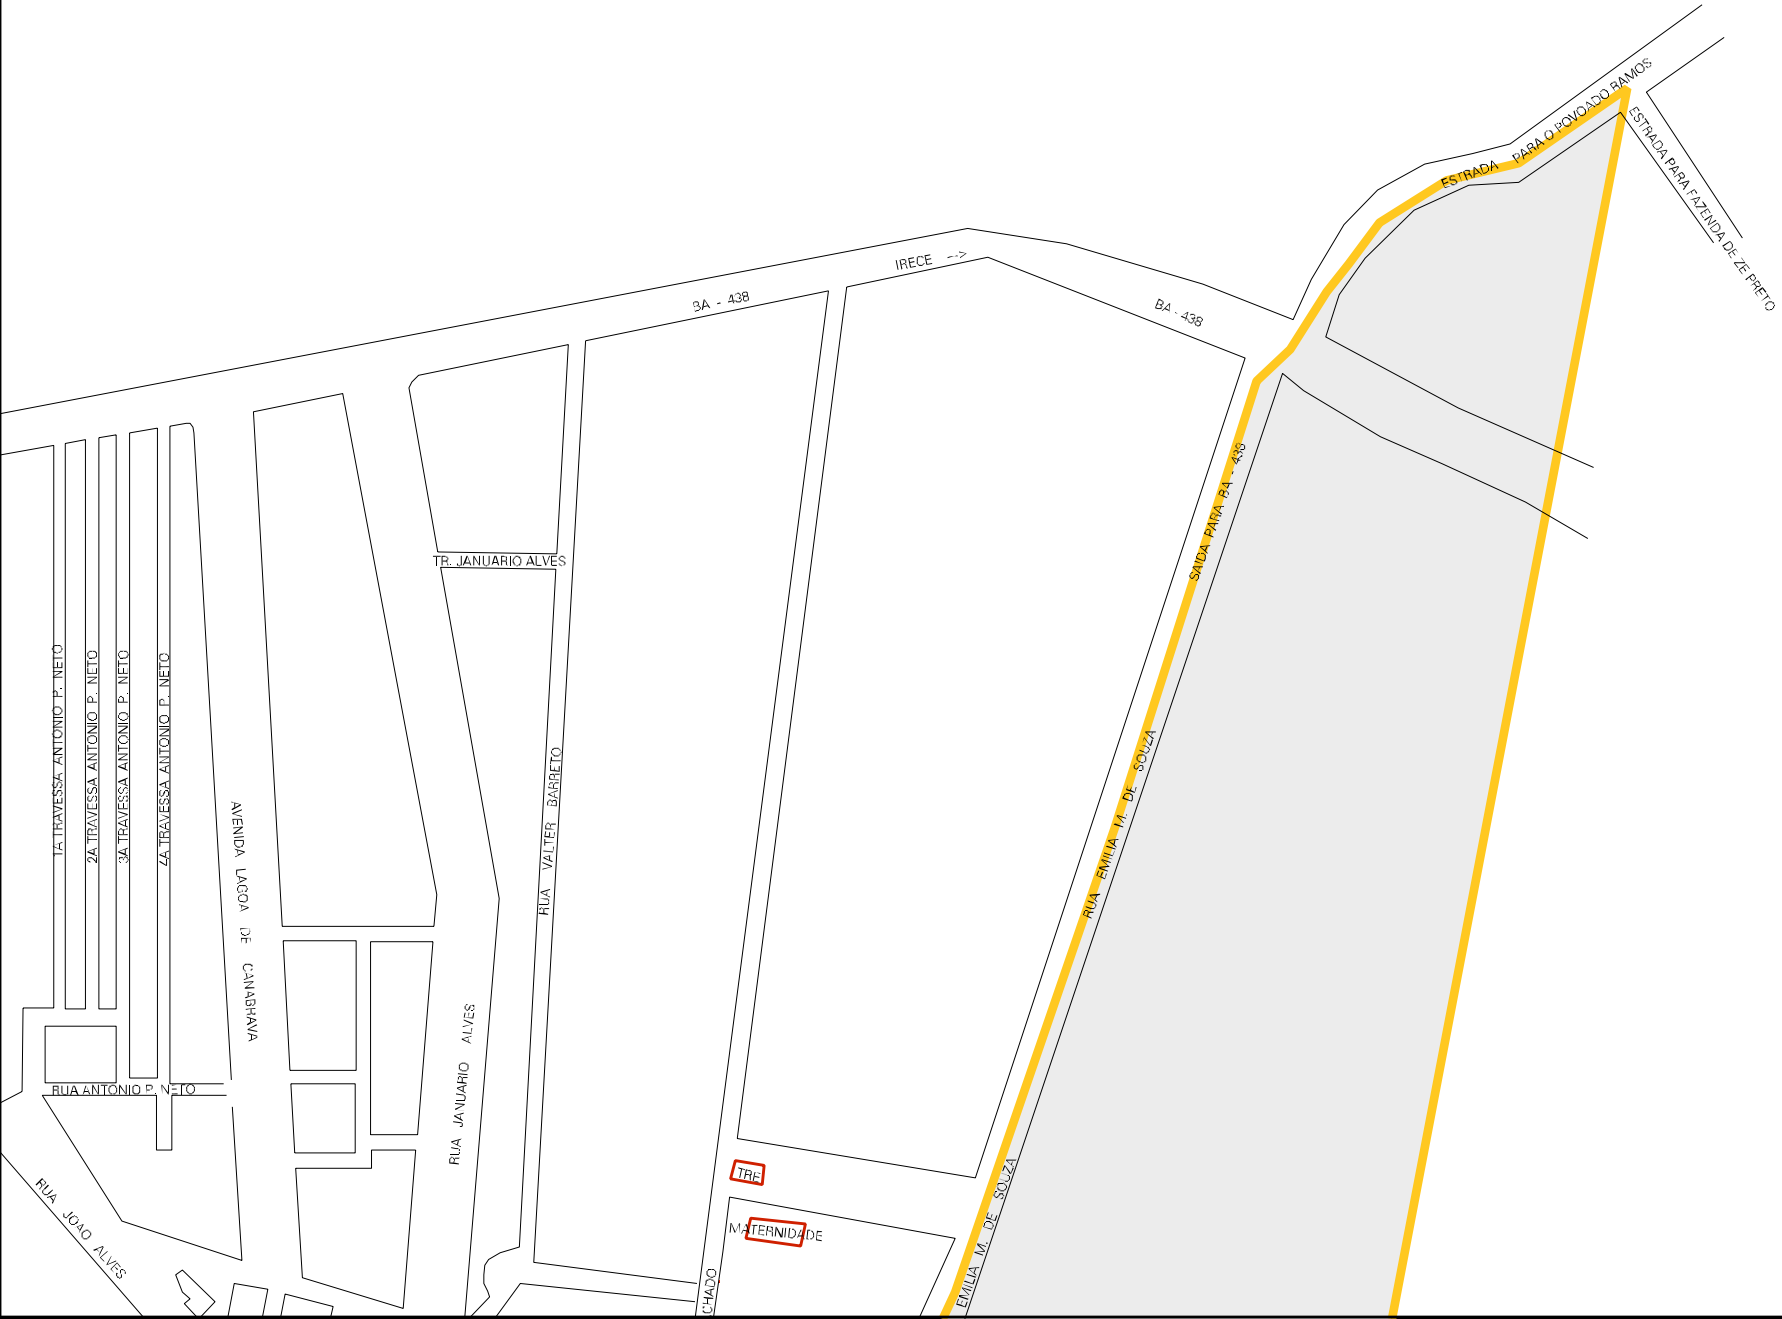 ESTRADA PARA O POVOADO RAMOS
ESTRADA PARA FAZENDA DE ZE PRETO
IRECE -->
BA - 438
BA - 438
SAIDA PARA BA - 438
TR. JANUARIO ALVES
1A TRAVESSA ANTONIO P. NETO
2A TRAVESSA ANTONIO P. NETO
3A TRAVESSA ANTONIO P. NETO
4A TRAVESSA ANTONIO P. NETO
AVENIDA LAGOA DE CANABRAVA
RUA VALTER BARRETO
RUA EMILIA M. DE SOUZA
RUA JANUARIO ALVES
RUA ANTONIO P. NETO
RUA JOAO ALVES
TRE
MATERNIDADE
EMILIA M. DE SOUZA
CHADO